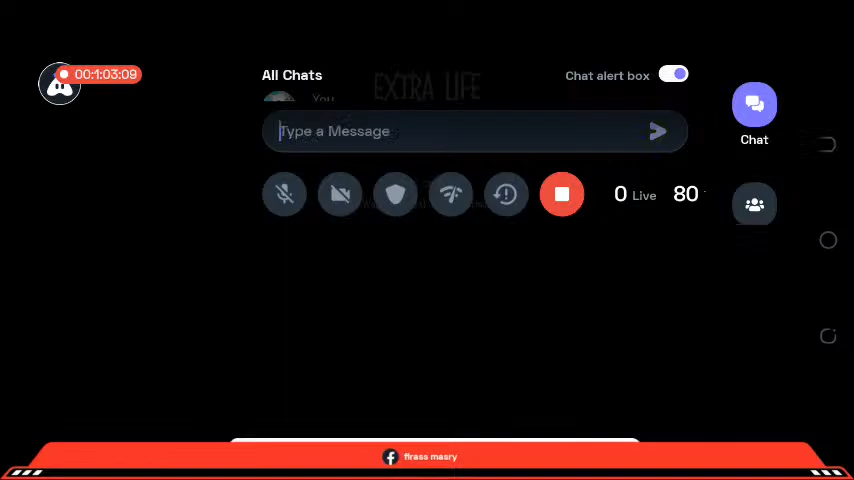 00:1:03:09
All Chats
Chat alert box
EXTRA LIFE
You
Type a Message
Chat
0 Live 80
firass masry